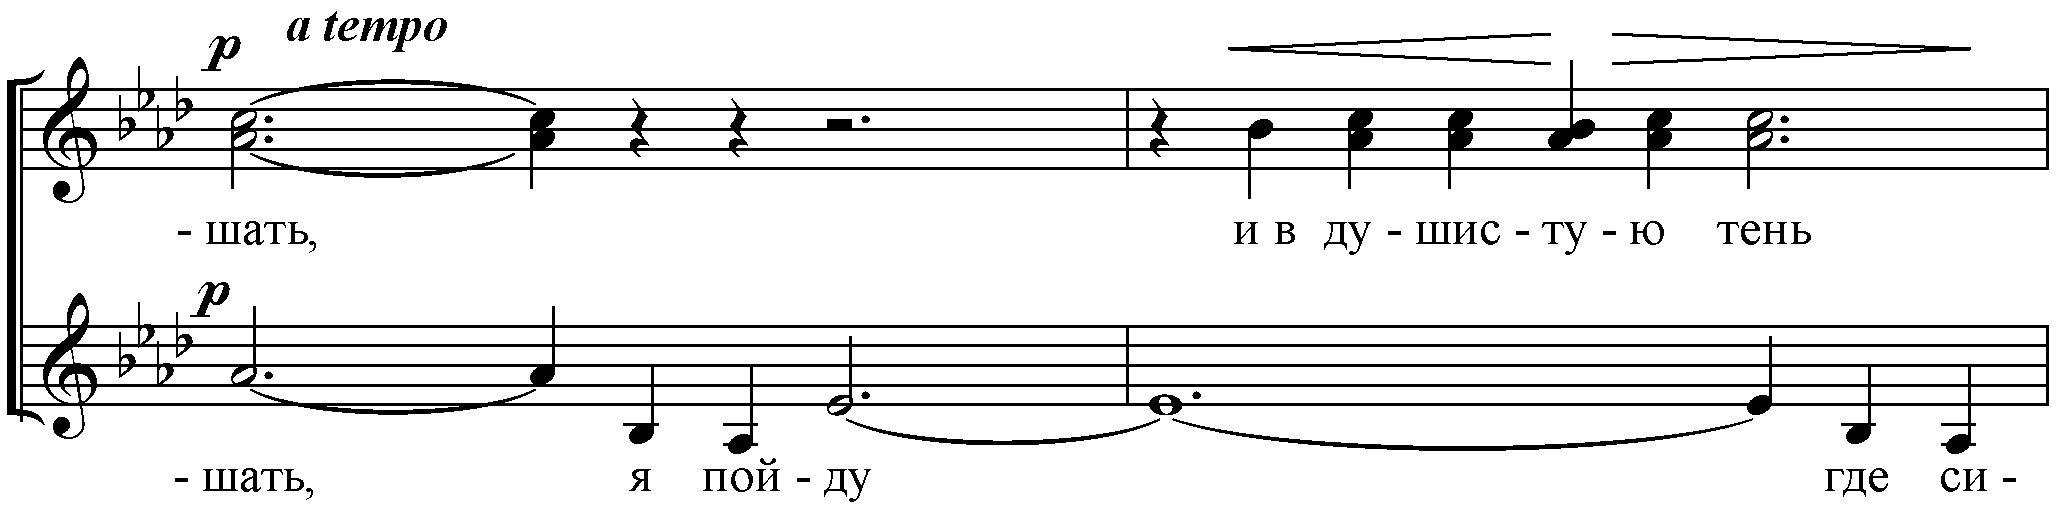 p a tempo
- шать, и в ду - шис - ту - ю тень
p
- шать, я пой - ду где си -